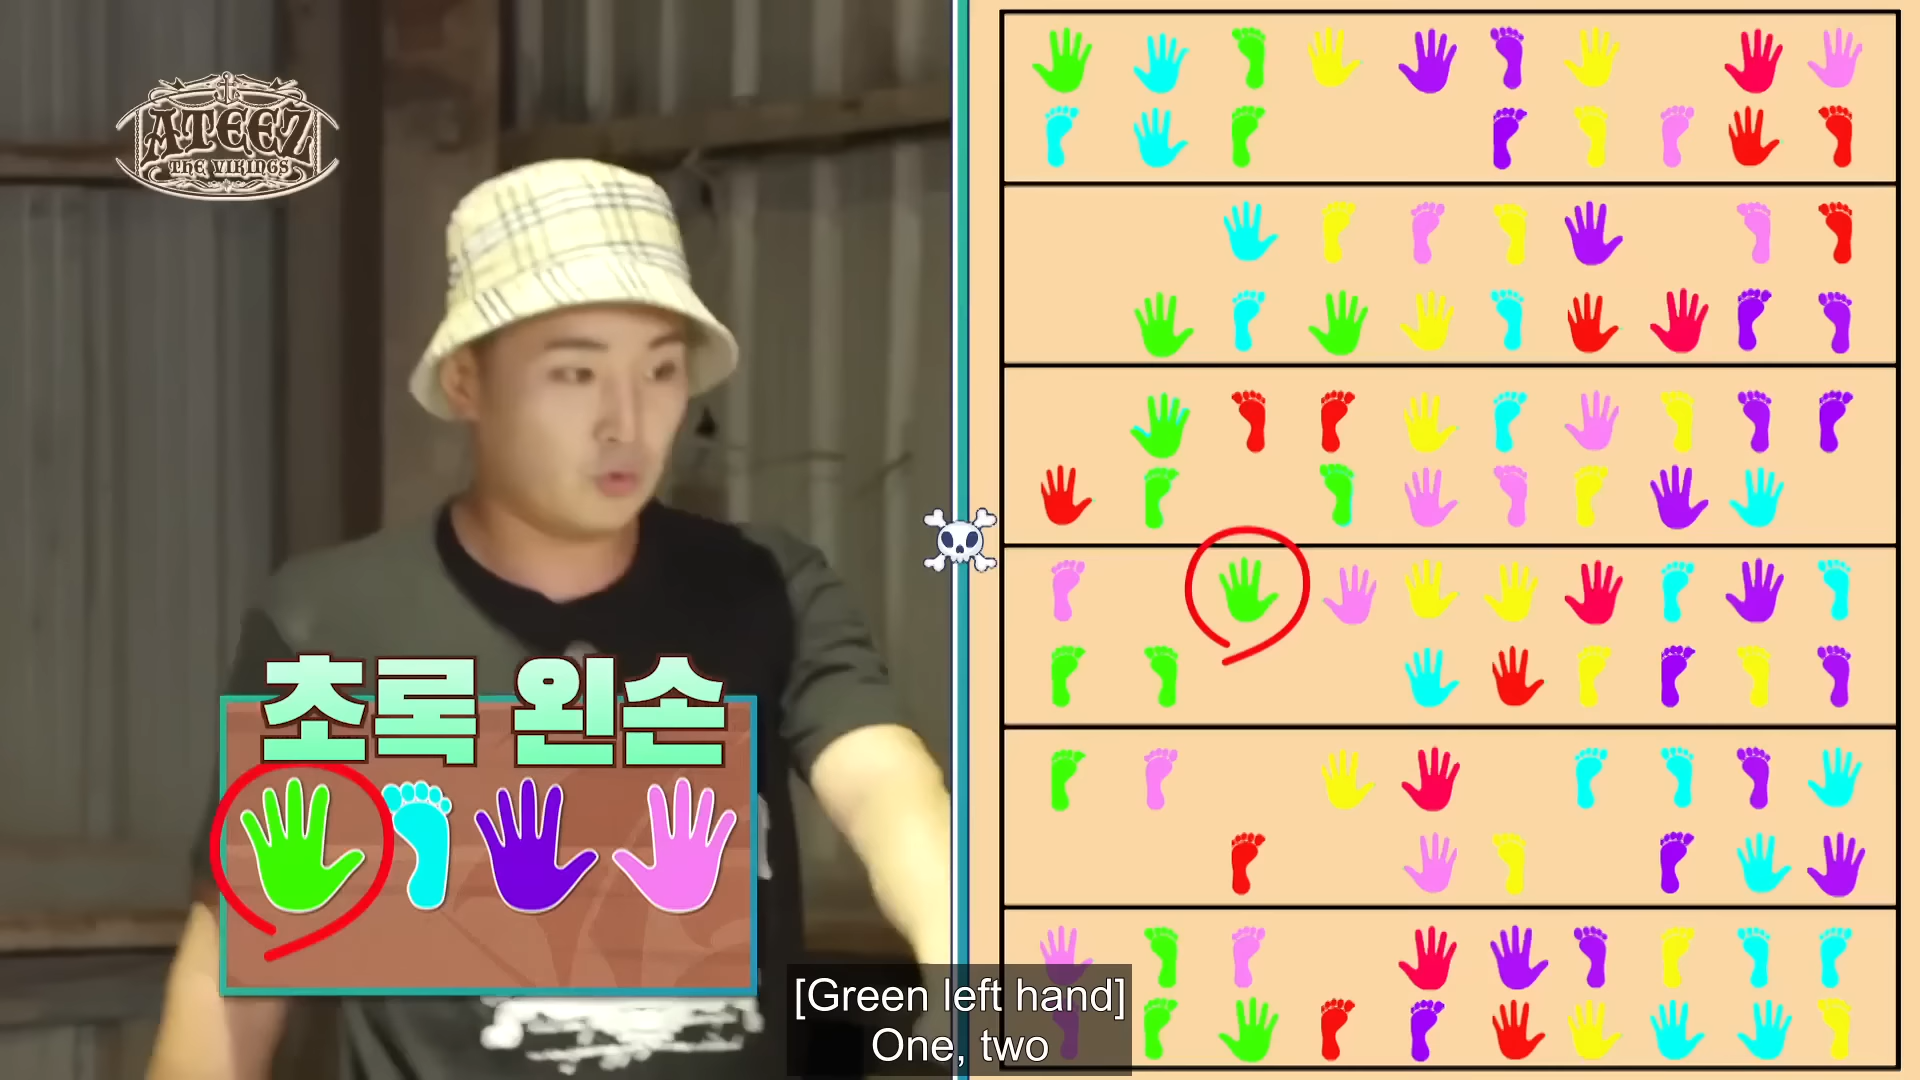 ATEEZ
THE VIKINGS
초록 왼손
[Green left hand]
One, two